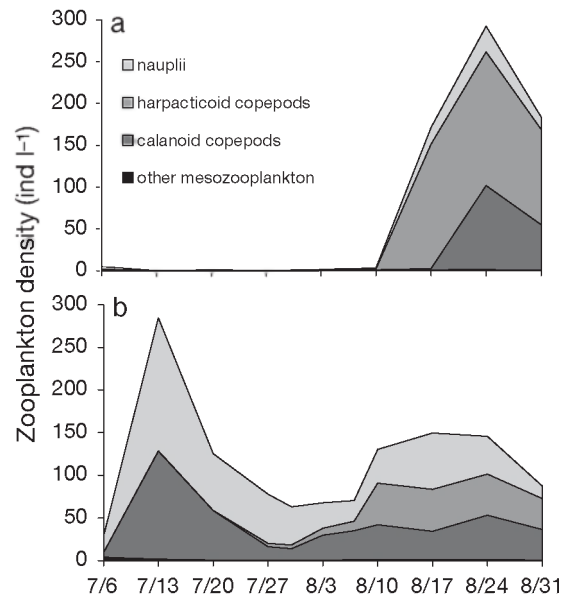 Zooplankton density (ind l⁻¹)
a
300
250
200
150
100
50
0
nauplii
harpacticoid copepods
calanoid copepods
other mesozooplankton
b
300
250
200
150
100
50
0
7/6 7/13 7/20 7/27 8/3 8/10 8/17 8/24 8/31